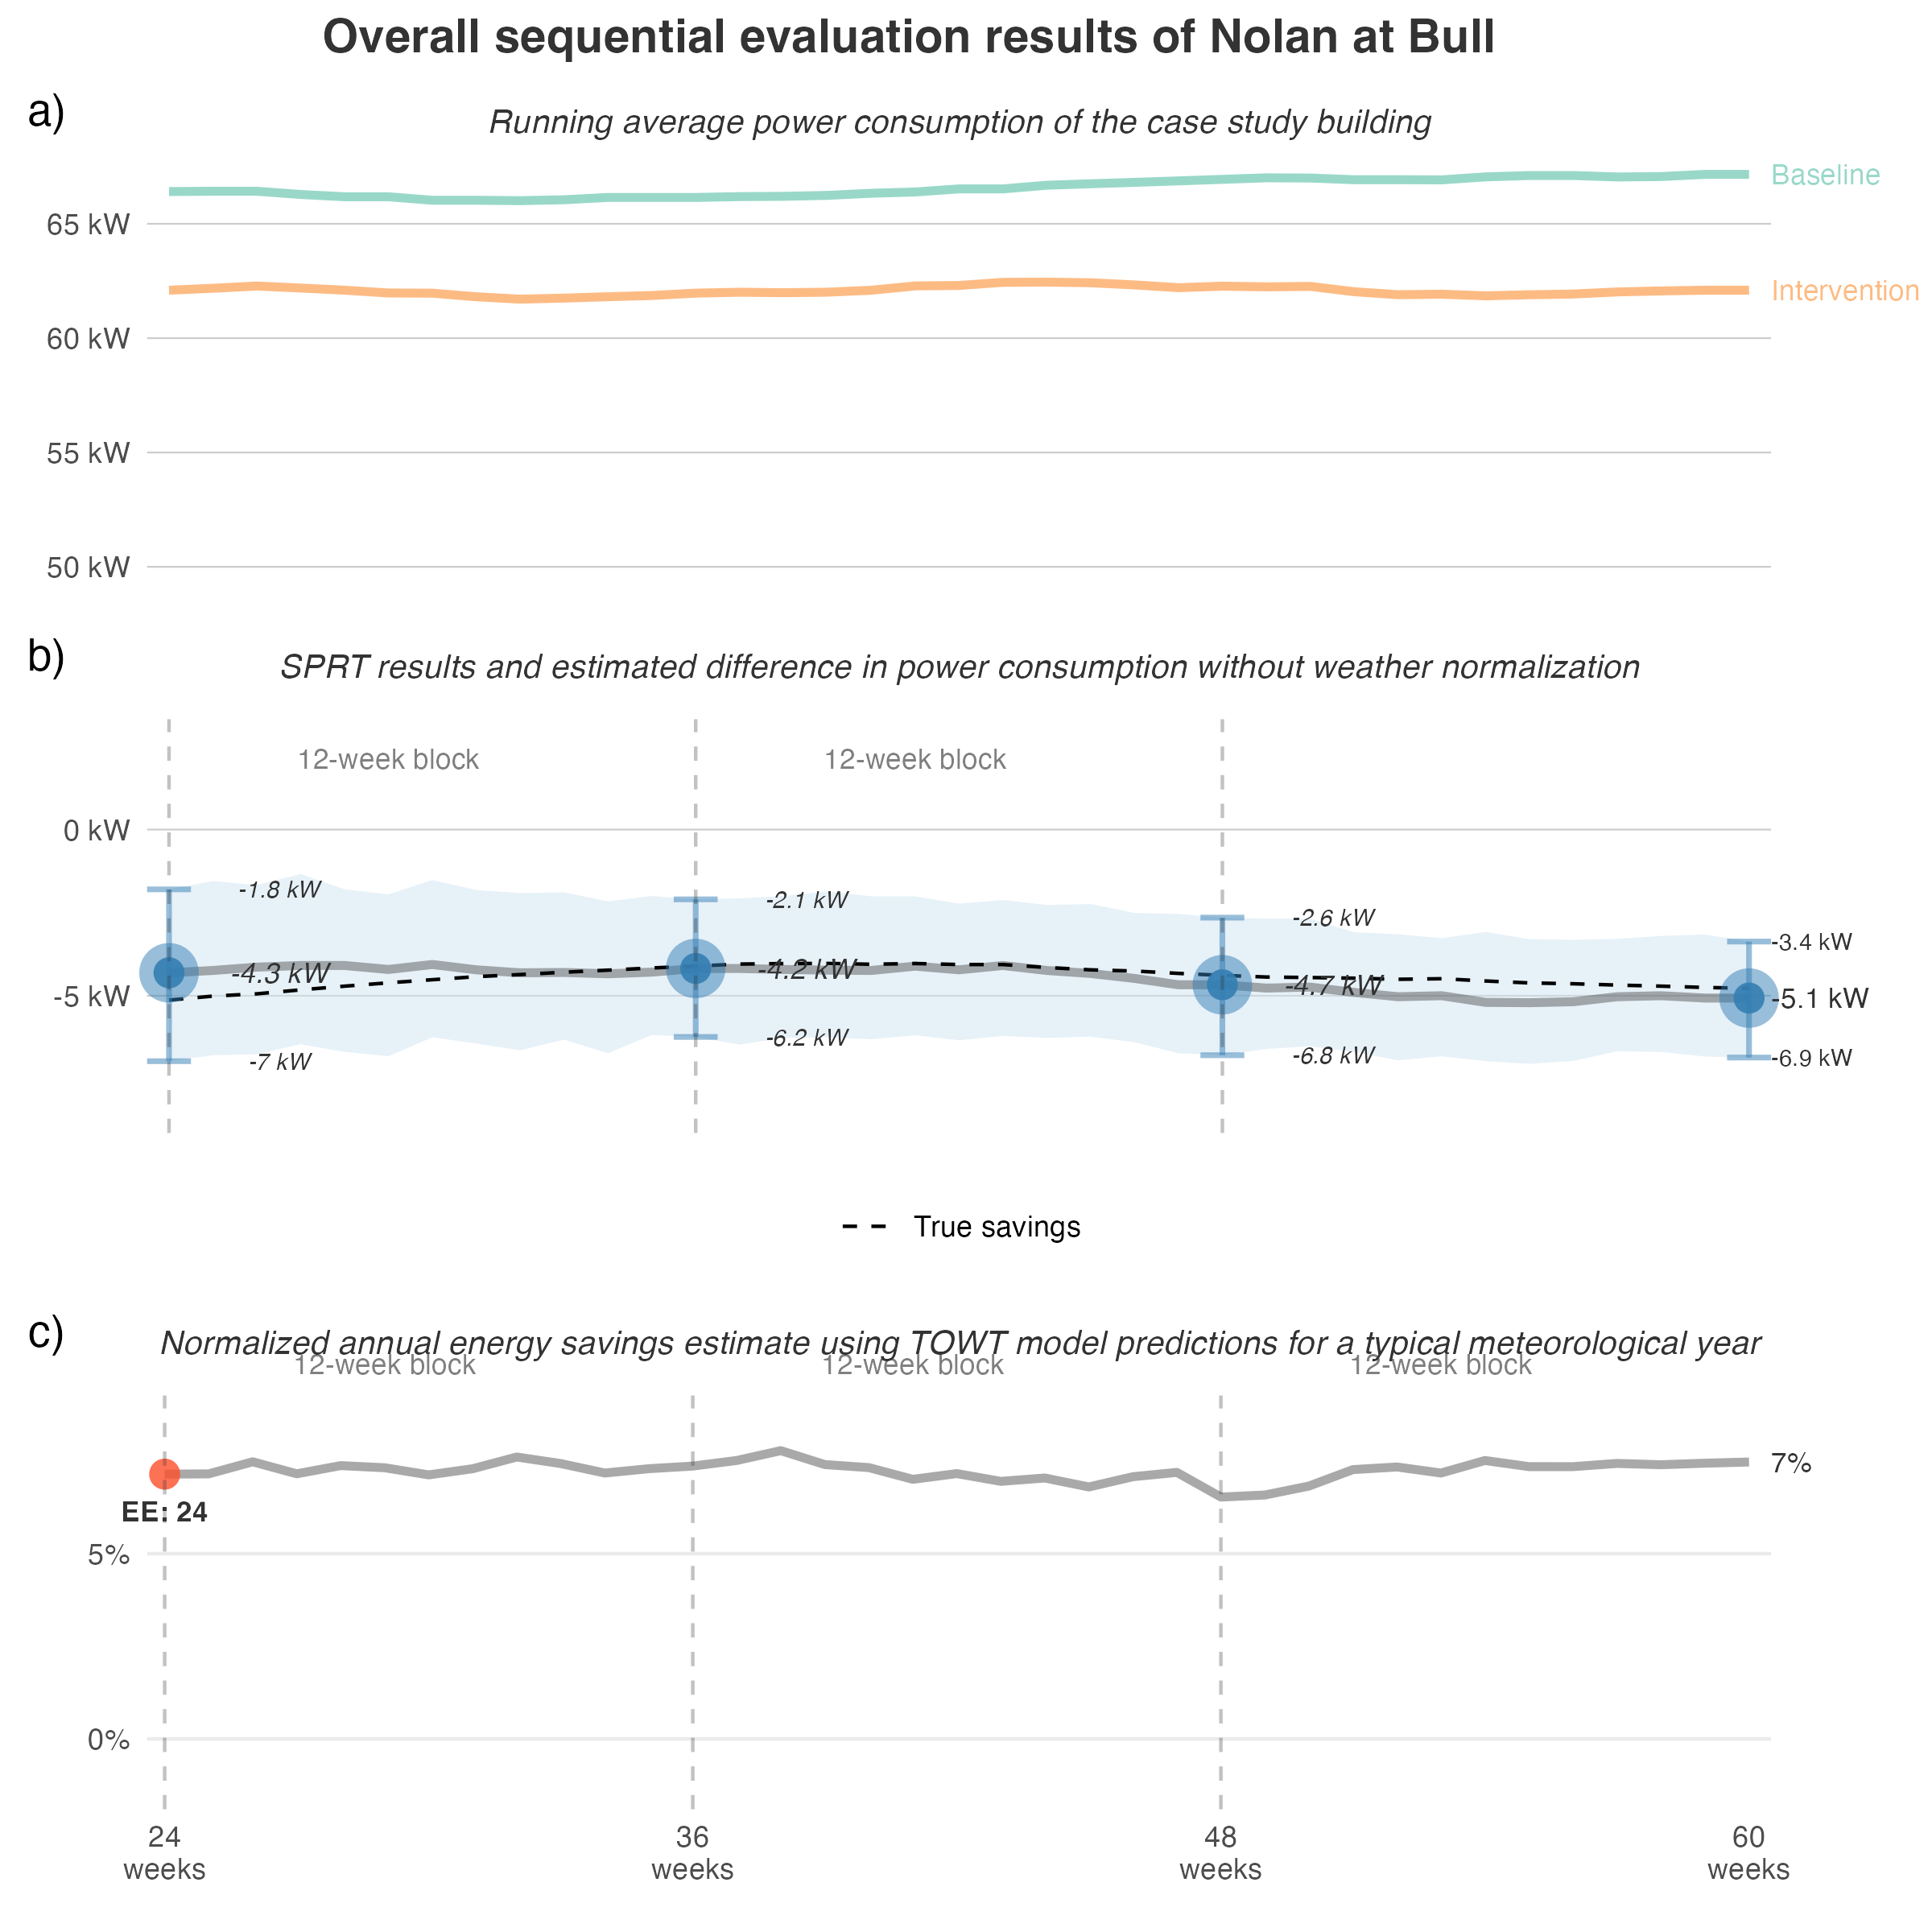 Overall sequential evaluation results of Nolan at Bull
a)
Running average power consumption of the case study building
Baseline
65 kW
Intervention
60 kW
55 kW
50 kW
b)
SPRT results and estimated difference in power consumption without weather normalization
12-week block
12-week block
0 kW
-1.8 kW
-2.1 kW
-2.6 kW
-3.4 kW
-4.3 kW
-4.2 kW
-4.7 kW
-5.1 kW
-5 kW
-7 kW
-6.2 kW
-6.8 kW
-6.9 kW
True savings
c)
Normalized annual energy savings estimate using TOWT model predictions for a typical meteorological year
12-week block
12-week block
12-week block
7%
EE: 24
5%
0%
24
weeks
36
weeks
48
weeks
60
weeks